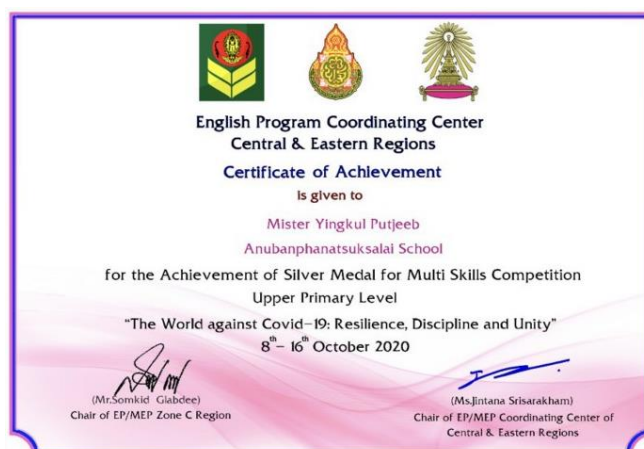 English Program Coordinating Center
Central & Eastern Regions
Certificate of Achievement
is given to
Mister Yingkul Putjeeb
Anubanphanatsuksalai School
for the Achievement of Silver Medal for Multi Skills Competition
Upper Primary Level
"The World against Covid-19: Resilience, Discipline and Unity"
8th - 16th October 2020
(Mr.Somkid Glabdee)
Chair of EP/MEP Zone C Region
(Ms.Jintana Srisarakham)
Chair of EP/MEP Coordinating Center of
Central & Eastern Regions